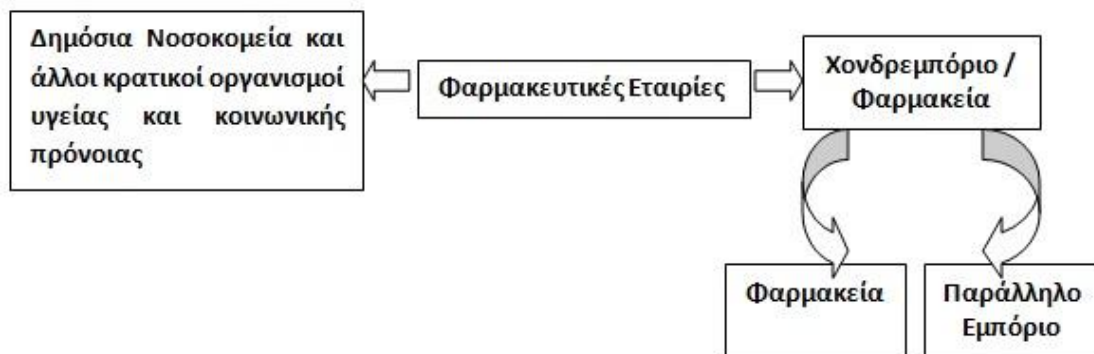 Δημόσια Νοσοκομεία και
άλλοι κρατικοί οργανισμοί
υγείας και κοινωνικής
πρόνοιας
Φαρμακευτικές Εταιρίες
Χονδρεμπόριο /
Φαρμακεία
Φαρμακεία
Παράλληλο
Εμπόριο